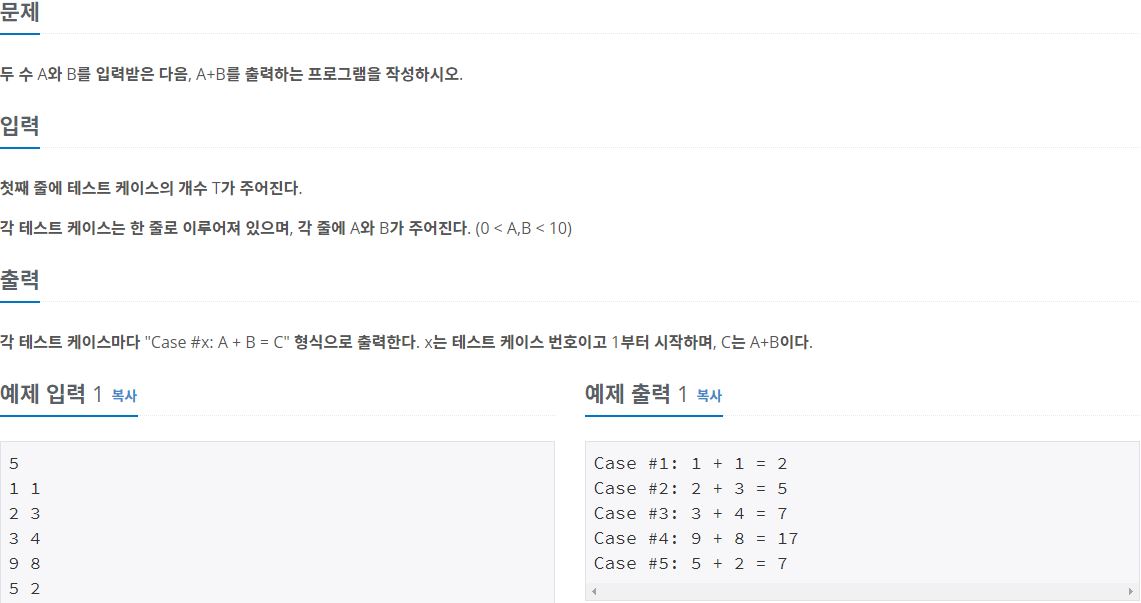 문제
두 수 A와 B를 입력받은 다음, A+B를 출력하는 프로그램을 작성하시오.
입력
첫째 줄에 테스트 케이스의 개수 T가 주어진다.
각 테스트 케이스는 한 줄로 이루어져 있으며, 각 줄에 A와 B가 주어진다. (0 < A,B < 10)
출력
각 테스트 케이스마다 "Case #x: A + B = C" 형식으로 출력한다. x는 테스트 케이스 번호이고 1부터 시작하며, C는 A+B이다.
예제 입력 1 복사
5
1 1
2 3
3 4
9 8
5 2
예제 출력 1 복사
Case #1: 1 + 1 = 2
Case #2: 2 + 3 = 5
Case #3: 3 + 4 = 7
Case #4: 9 + 8 = 17
Case #5: 5 + 2 = 7